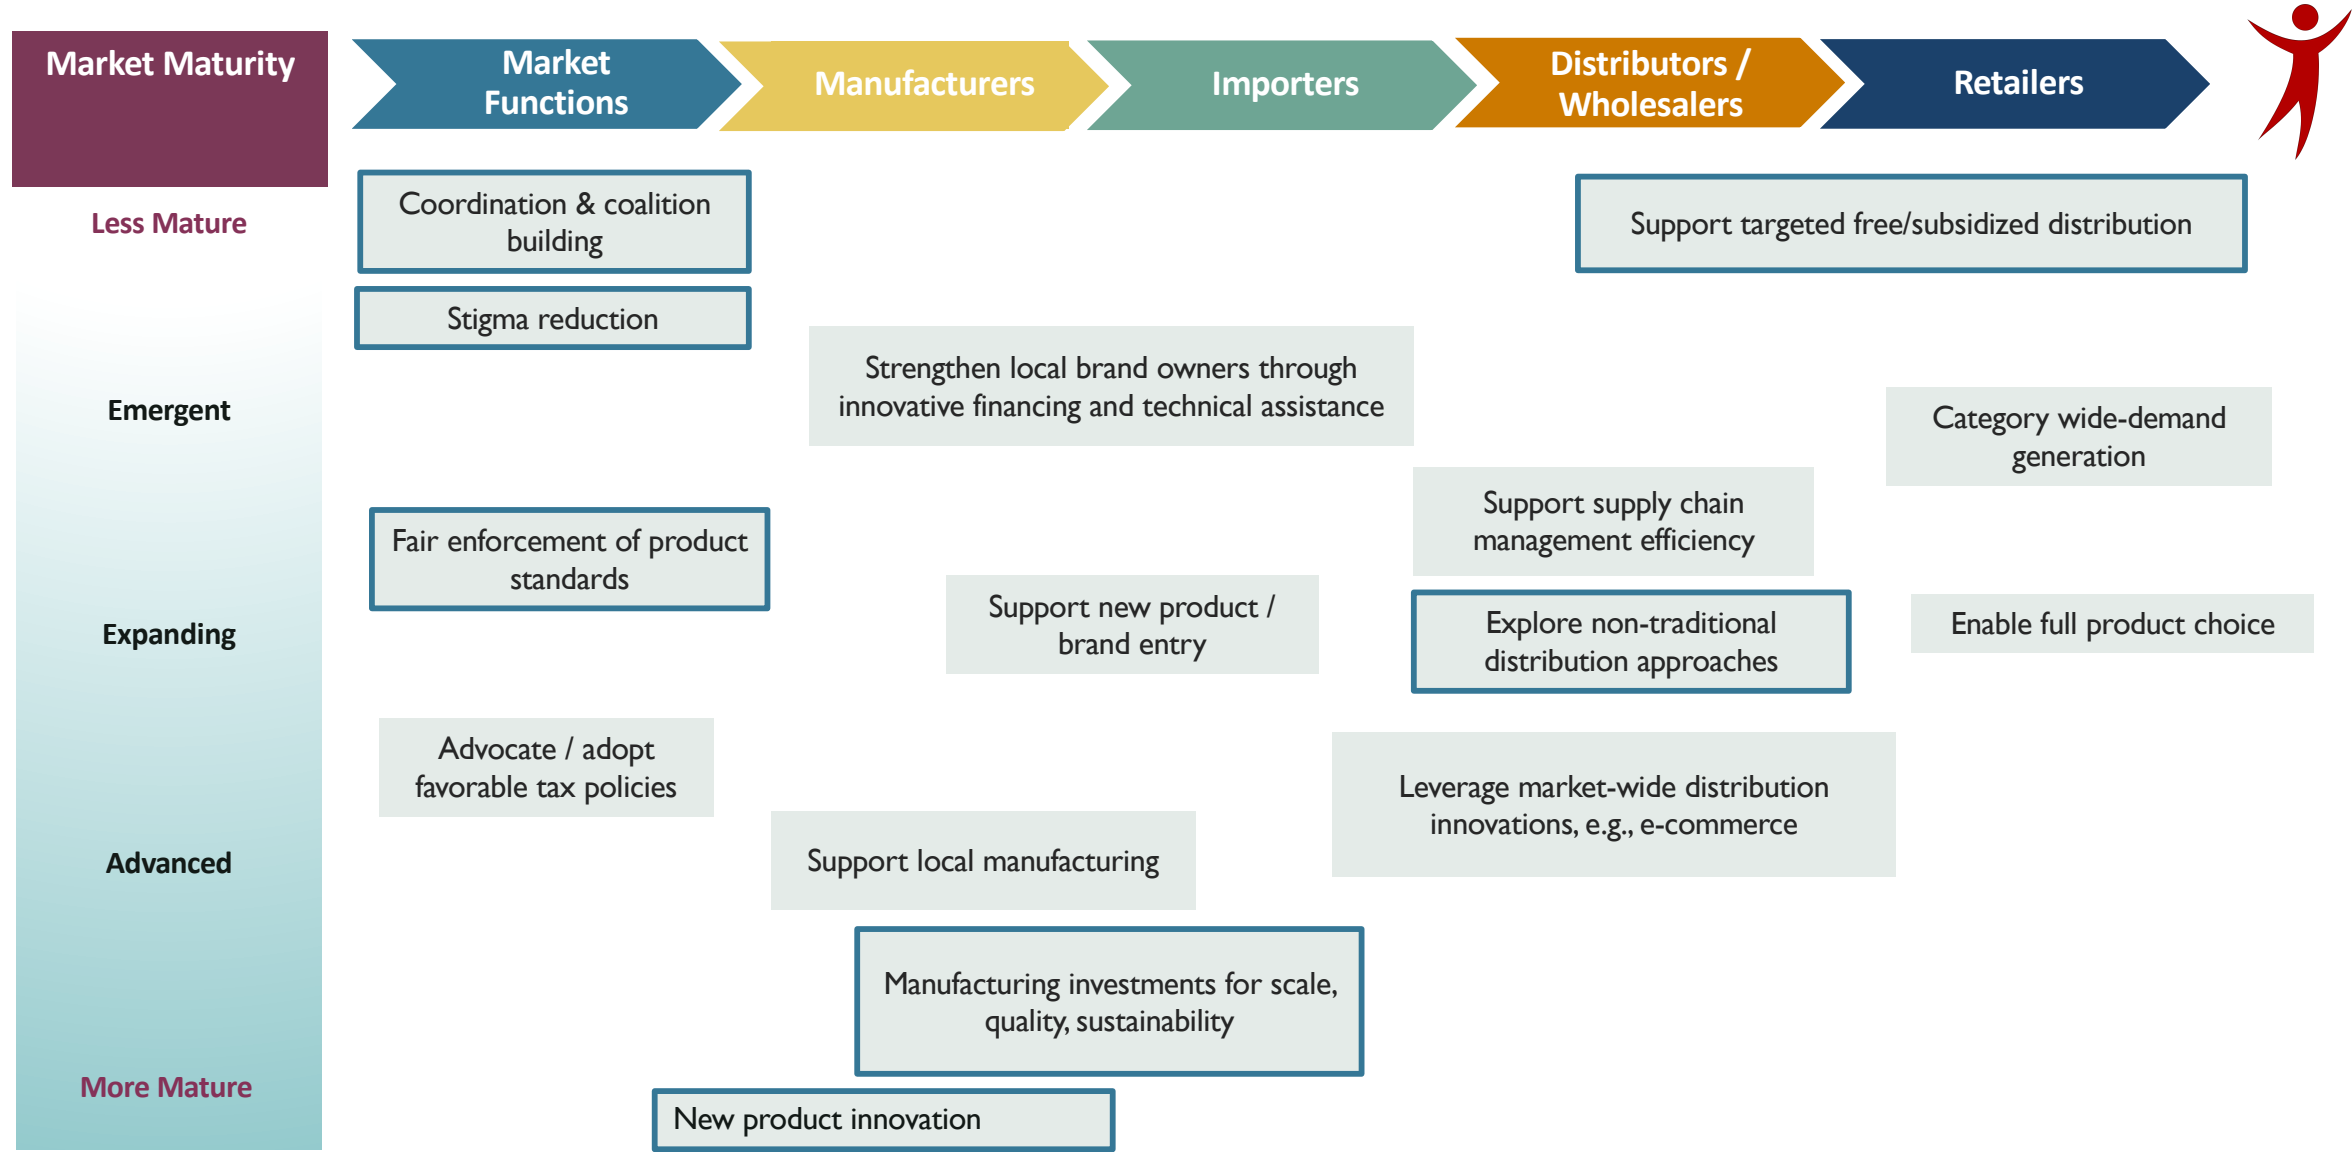 Market Maturity
Market
Functions
Manufacturers
Importers
Distributors /
Wholesalers
Retailers
Less Mature
Coordination & coalition
building
Support targeted free/subsidized distribution
Stigma reduction
Strengthen local brand owners through
innovative financing and technical assistance
Emergent
Category wide-demand
generation
Support supply chain
management efficiency
Fair enforcement of product
standards
Support new product /
brand entry
Explore non-traditional
distribution approaches
Enable full product choice
Expanding
Advocate / adopt
favorable tax policies
Leverage market-wide distribution
innovations, e.g., e-commerce
Support local manufacturing
Advanced
Manufacturing investments for scale,
quality, sustainability
More Mature
New product innovation